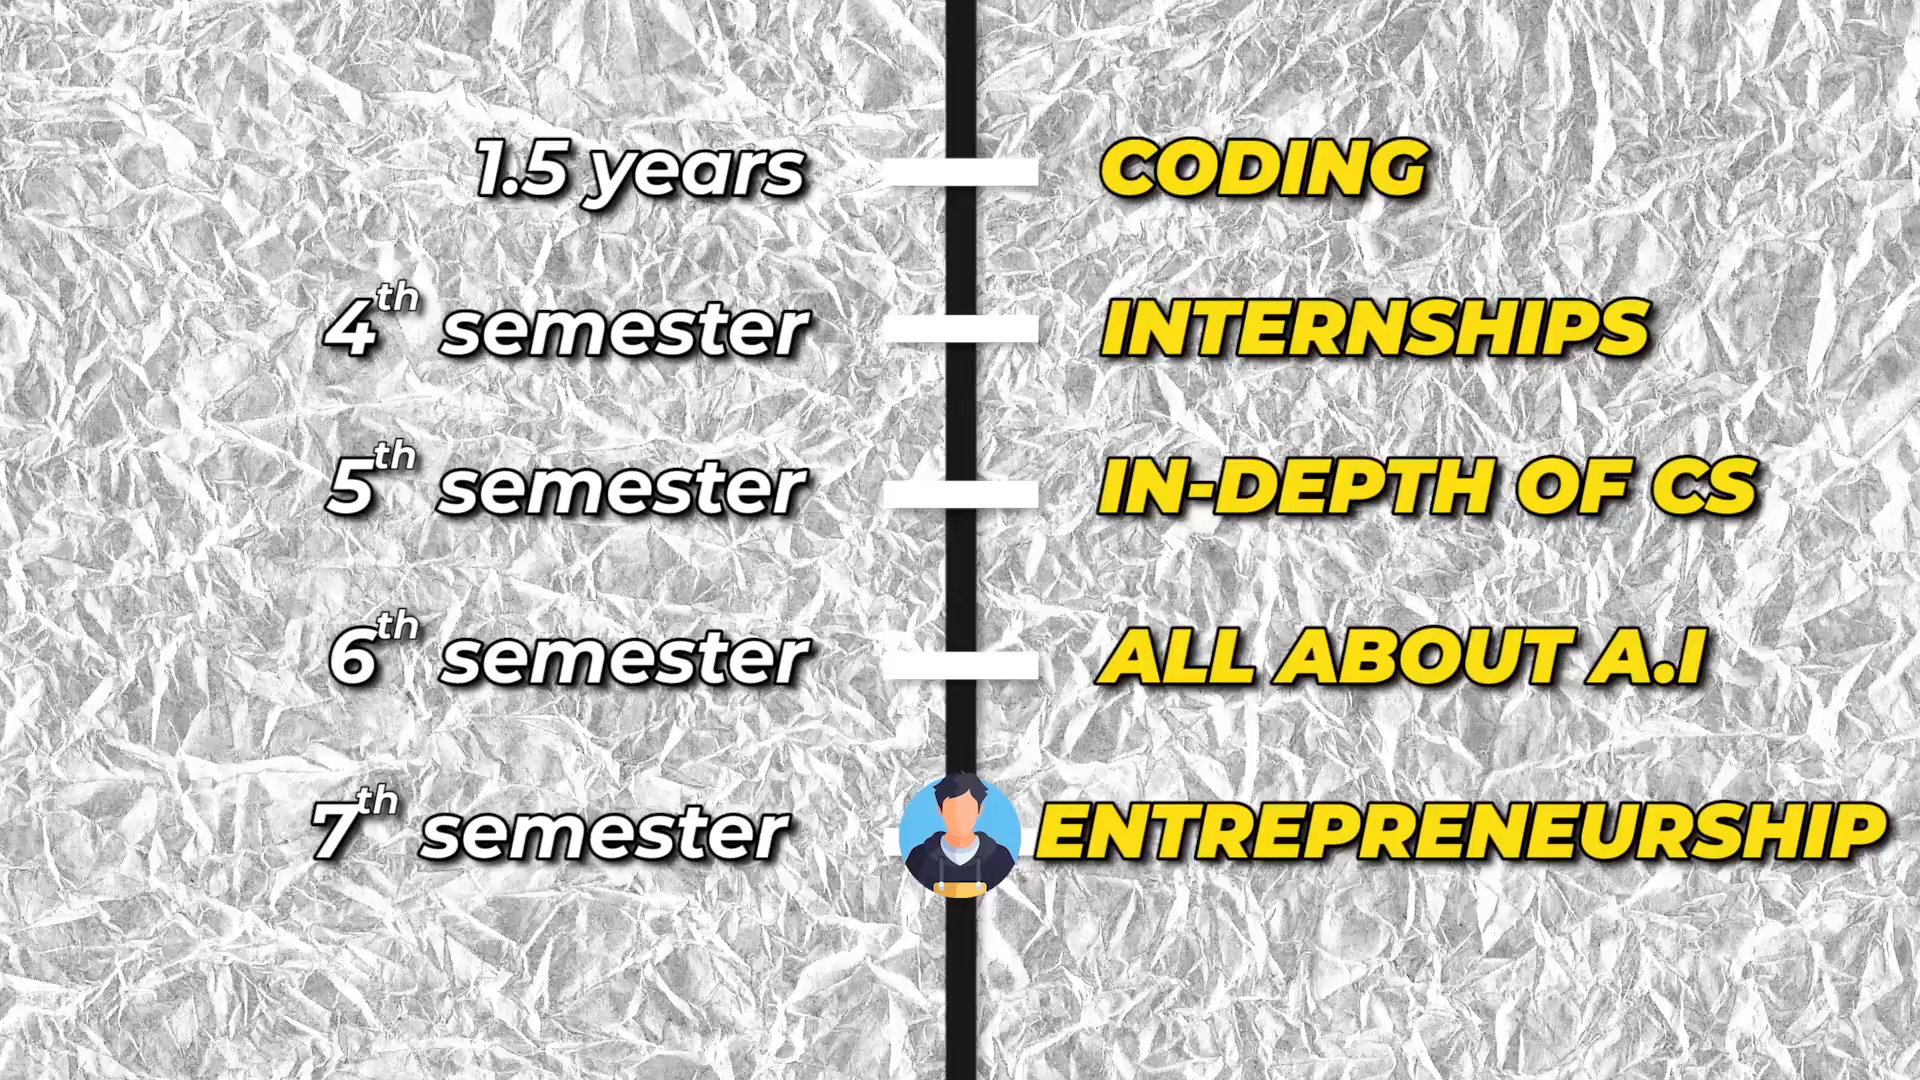 1.5 years CODING
4th semester INTERNSHIPS
5th semester IN-DEPTH OF CS
6th semester ALL ABOUT A.I
7th semester ENTREPRENEURSHIP